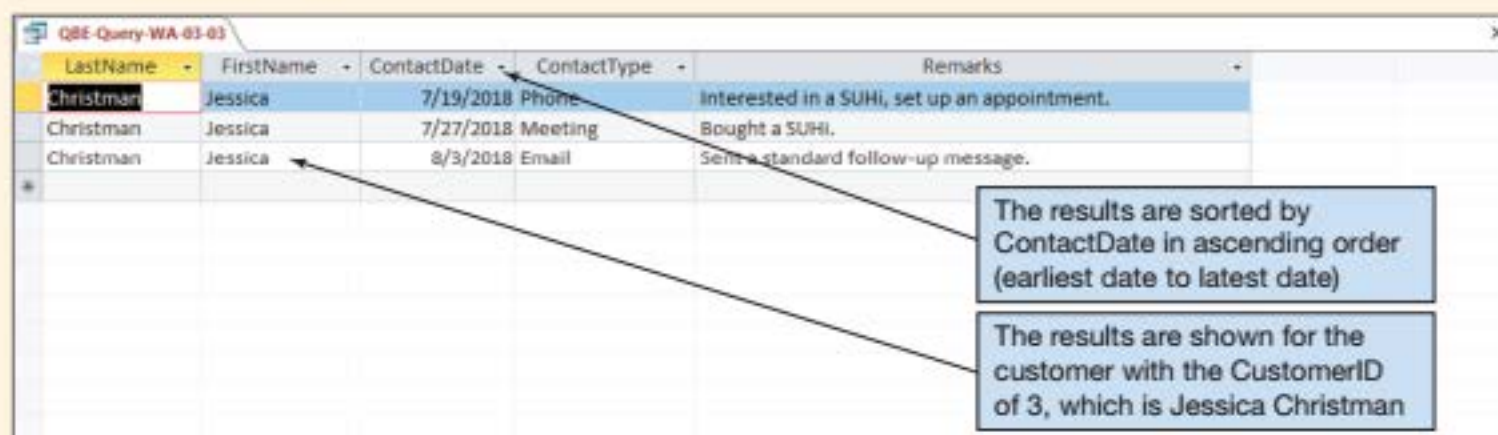 QBE-Query-WA-03-03
LastName FirstName ContactDate ContactType Remarks
Christman Jessica 7/19/2018 Phone Interested in a SUHi, set up an appointment.
Christman Jessica 7/27/2018 Meeting Bought a SUHi.
Christman Jessica 8/3/2018 Email Sent a standard follow-up message.
The results are sorted by
ContactDate in ascending order
(earliest date to latest date)
The results are shown for the
customer with the CustomerID
of 3, which is Jessica Christman